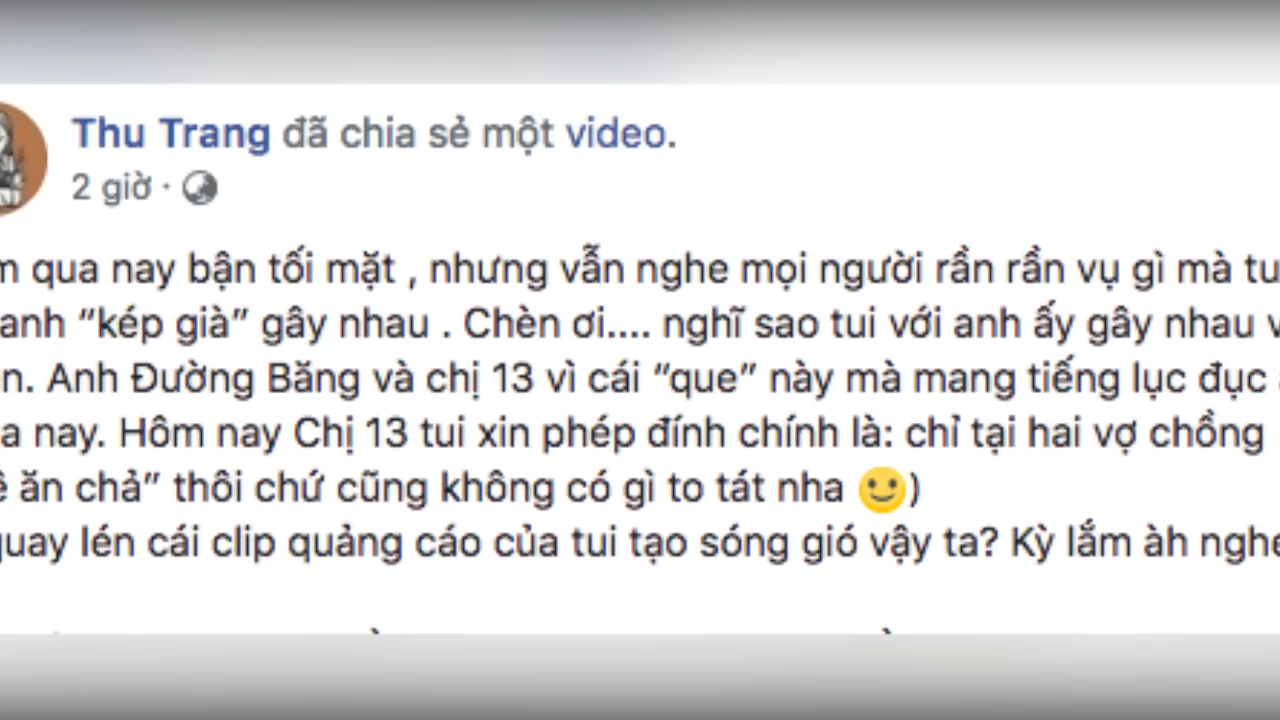 Thu Trang đã chia sẻ một video.
2 giờ ·
qua nay bận tối mặt , nhưng vẫn nghe mọi người rần rần vụ gì mà
anh “kép già” gây nhau . Chèn ơi.... nghĩ sao tui với anh ấy gây nhau
Anh Đường Băng và chị 13 vì cái “que” này mà mang tiếng lục đục
nay. Hôm nay Chị 13 tui xin phép đính chính là: chỉ tại hai vợ chồng
ăn chả” thôi chứ cũng không có gì to tát nha 🙂)
quay lén cái clip quảng cáo của tui tạo sóng gió vậy ta? Kỳ lắm àh